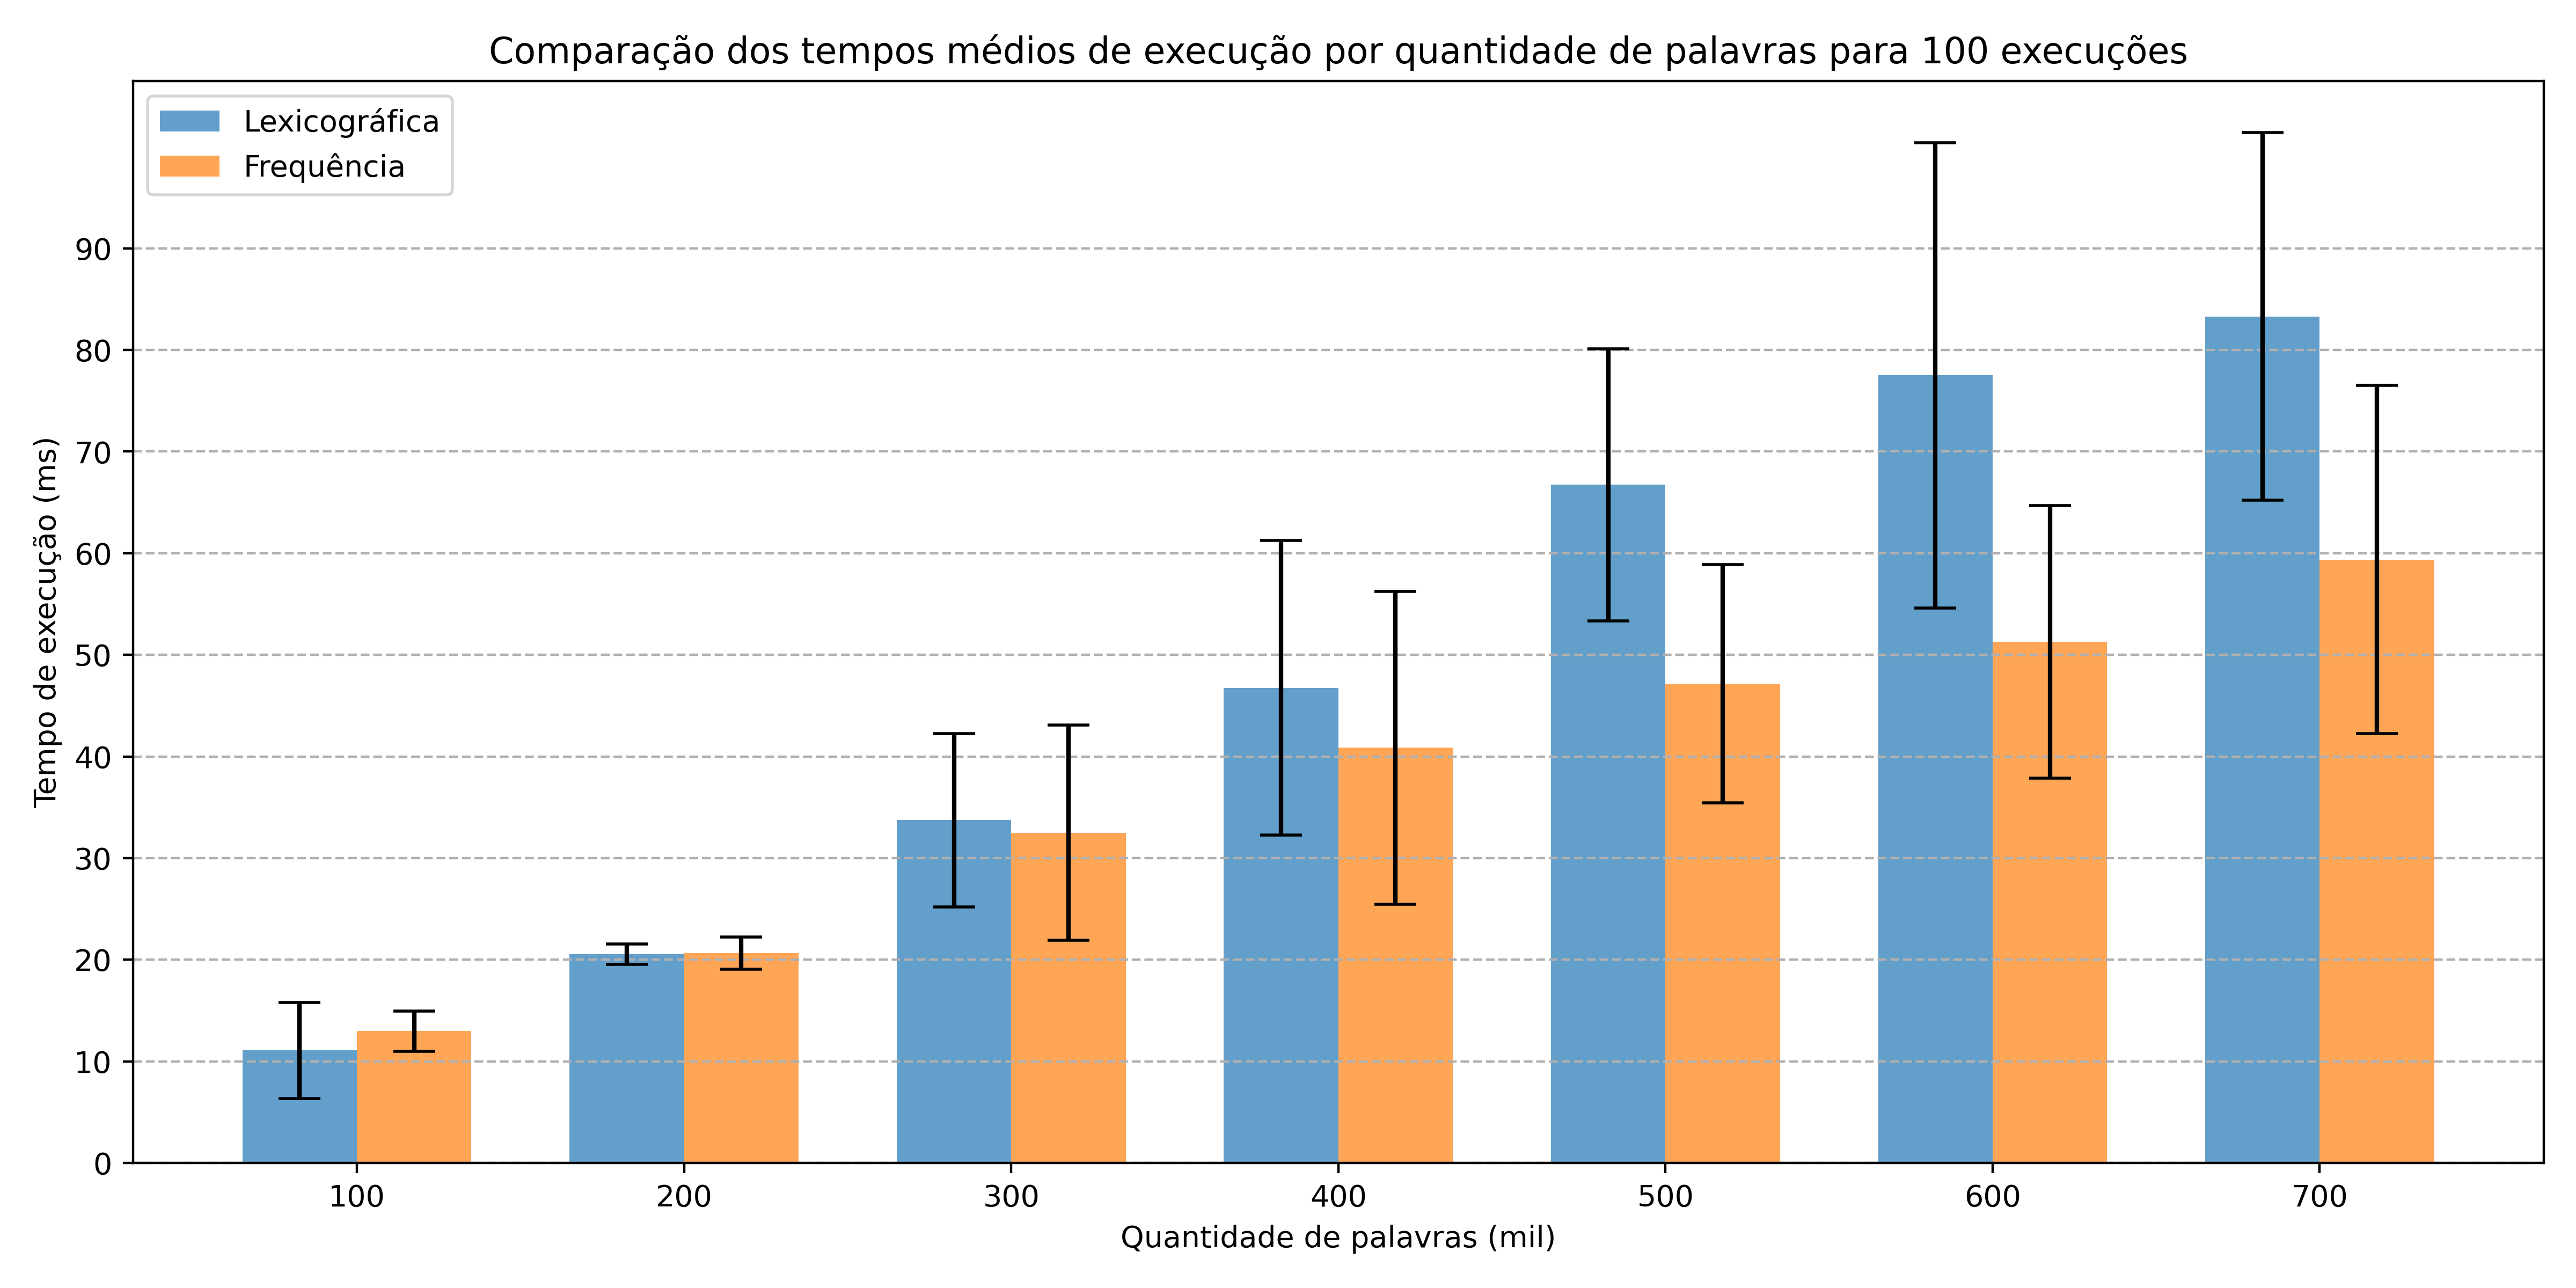 Comparação dos tempos médios de execução por quantidade de palavras para 100 execuções
Lexicográfica
Frequência
90
80
70
60
50
40
30
20
10
0
Tempo de execução (ms)
100 200 300 400 500 600 700
Quantidade de palavras (mil)